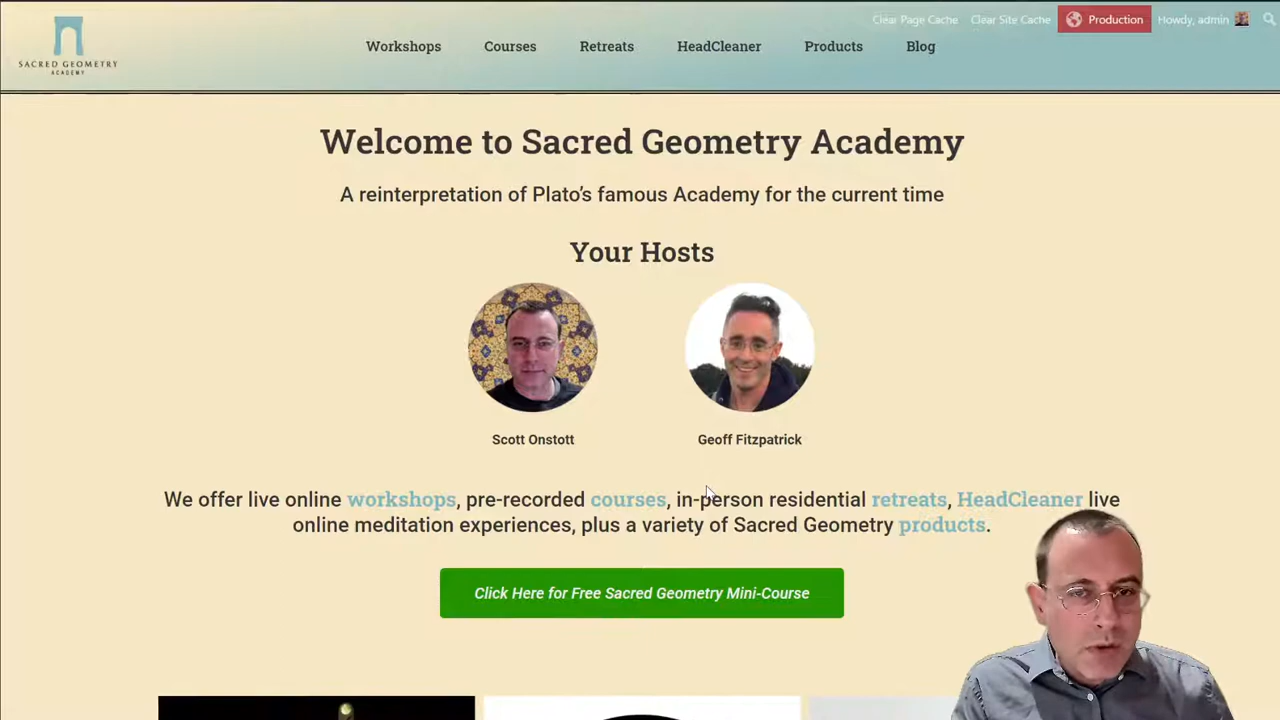 Clear Page Cache Clear Site Cache Production Howdy, admin
SACRED GEOMETRY
ACADEMY
Workshops Courses Retreats HeadCleaner Products Blog
Welcome to Sacred Geometry Academy
A reinterpretation of Plato's famous Academy for the current time
Your Hosts
Scott Onstott Geoff Fitzpatrick
We offer live online workshops, pre-recorded courses, in-person residential retreats, HeadCleaner live
online meditation experiences, plus a variety of Sacred Geometry products.
Click Here for Free Sacred Geometry Mini-Course